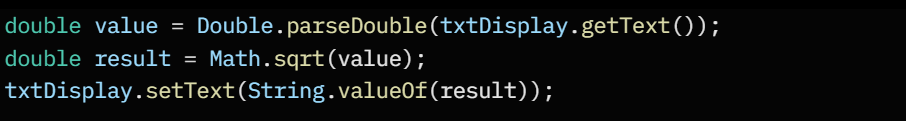 double value = Double.parseDouble(txtDisplay.getText());
double result = Math.sqrt(value);
txtDisplay.setText(String.valueOf(result));